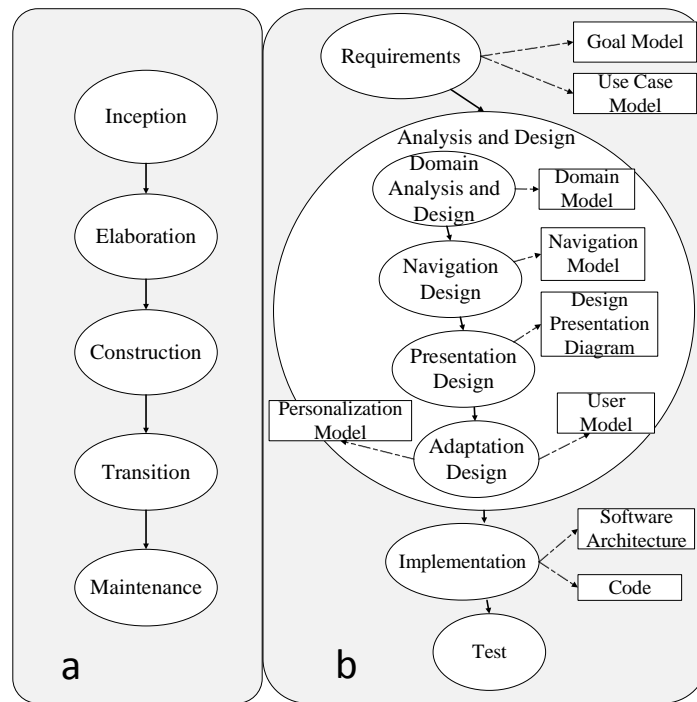 Inception
Elaboration
Construction
Transition
Maintenance
a
Requirements
Goal Model
Use Case
Model
Analysis and Design
Domain
Analysis and
Design
Domain
Model
Navigation
Design
Navigation
Model
Presentation
Design
Design
Presentation
Diagram
Personalization
Model
Adaptation
Design
User
Model
Implementation
Software
Architecture
Code
Test
b